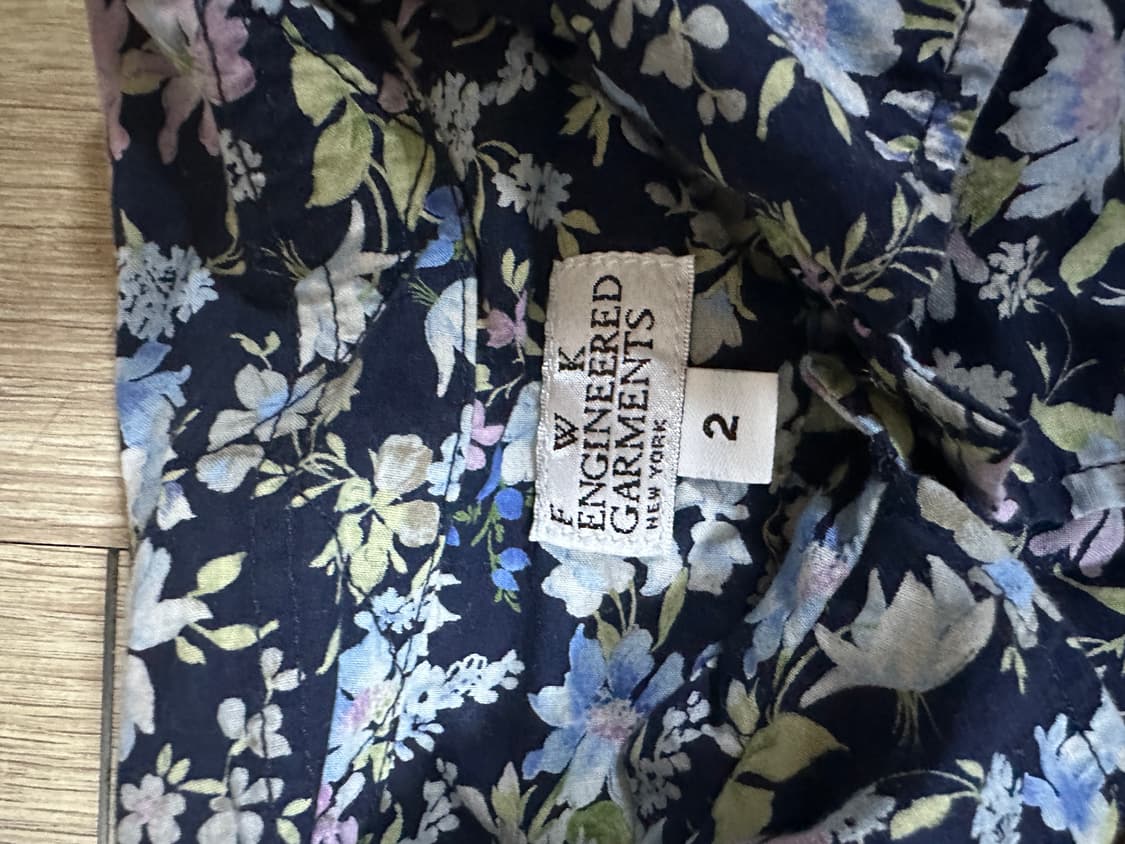 F W K
ENGINEERED
GARMENTS
NEW YORK
2